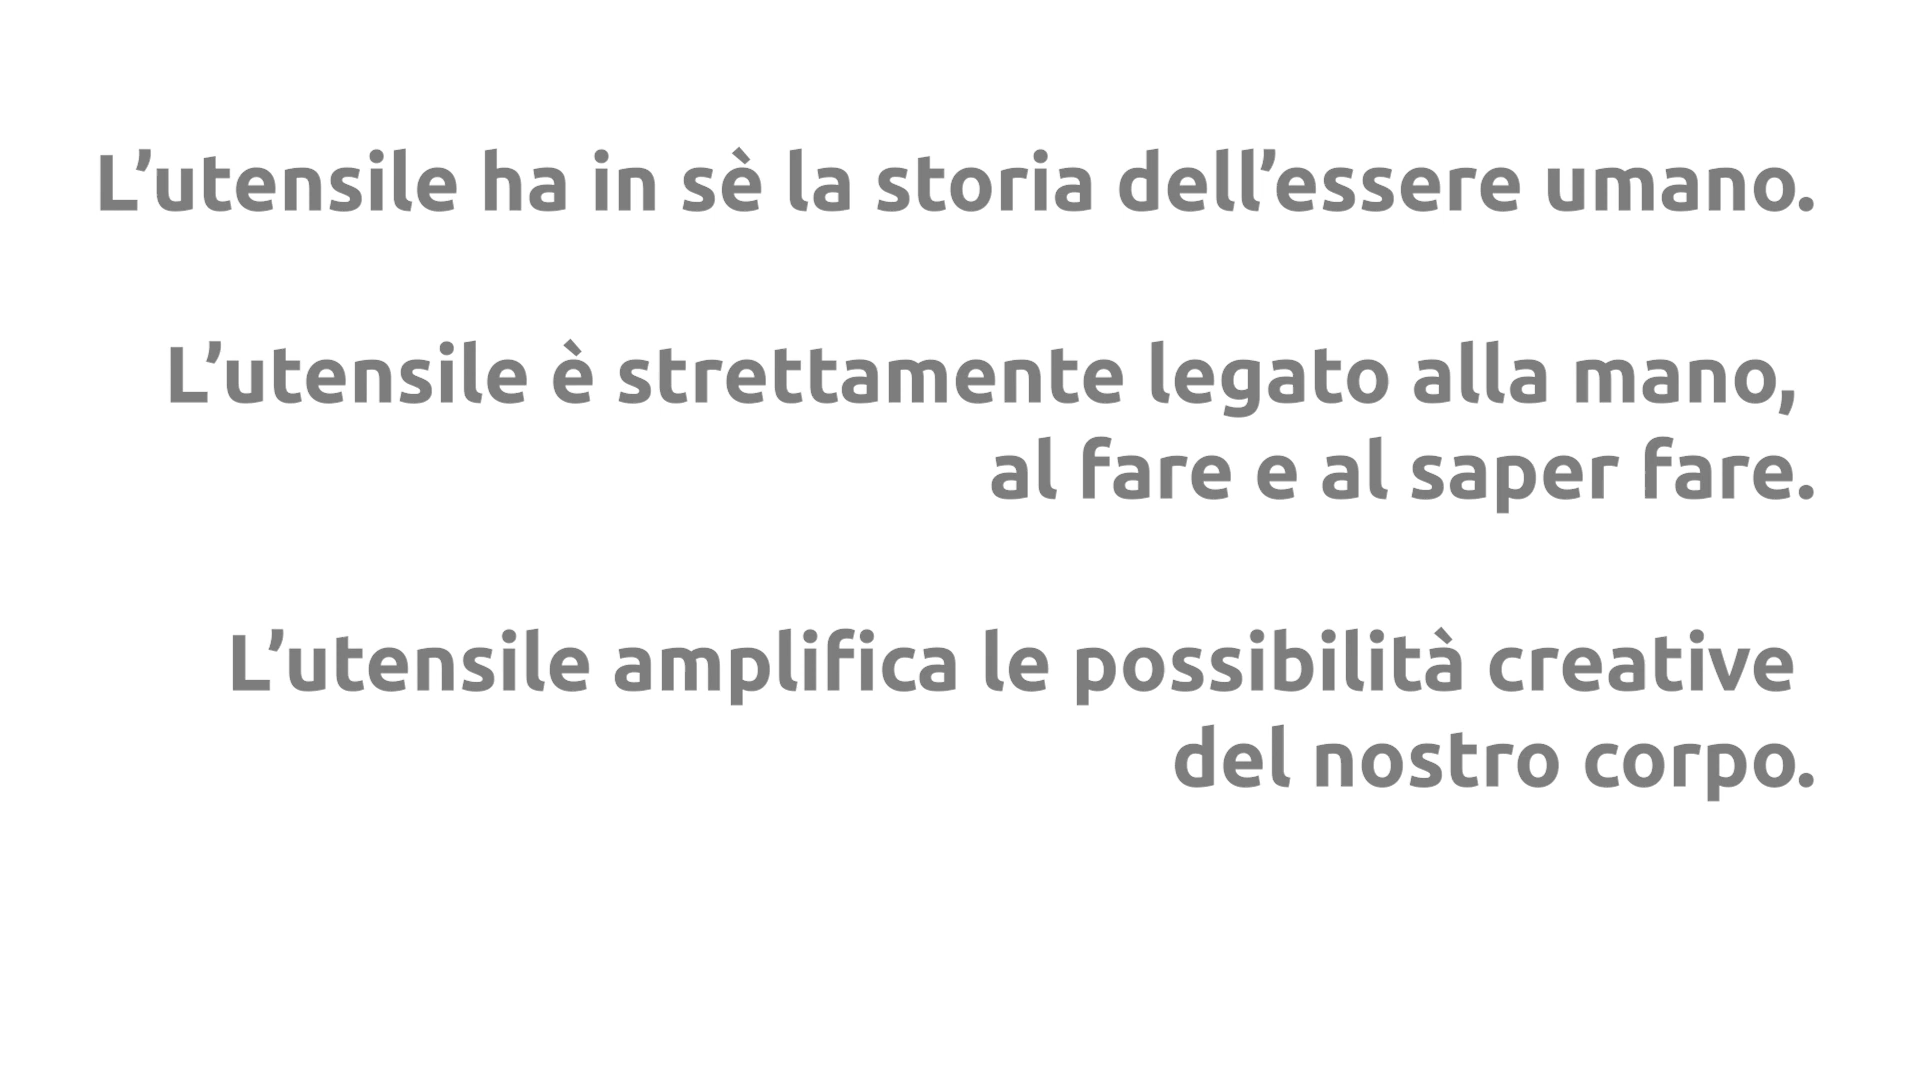 L’utensile ha in sè la storia dell’essere umano.
L’utensile è strettamente legato alla mano,
al fare e al saper fare.
L’utensile amplifica le possibilità creative
del nostro corpo.